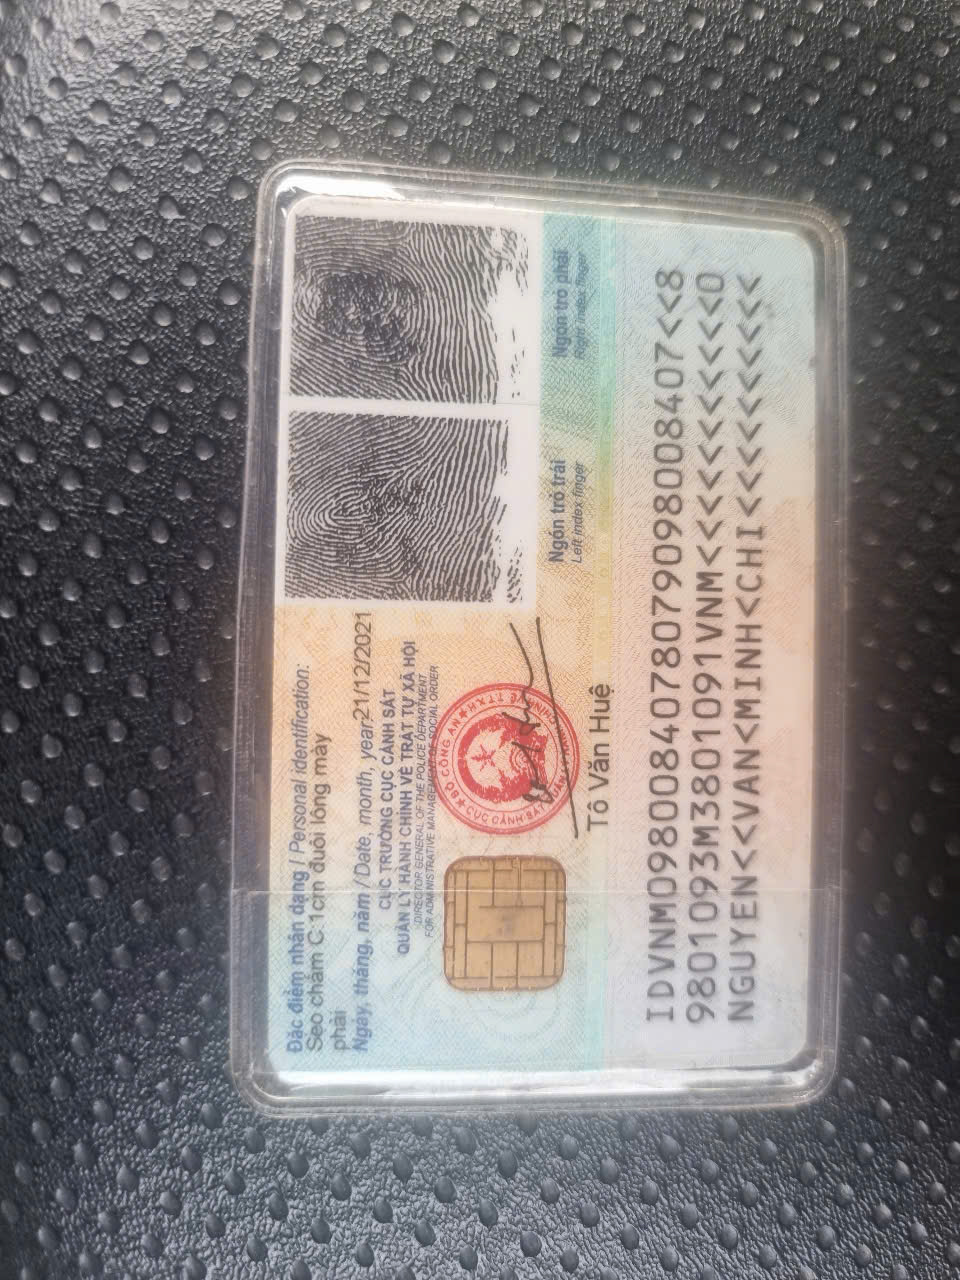 Đặc điểm nhân dạng / Personal identification:
Sẹo chấm C:1cm đuôi lông mày
phải
Ngày, tháng, năm / Date, month, year: 21/12/2021
CỤC TRƯỞNG CỤC CẢNH SÁT
QUẢN LÝ HÀNH CHÍNH VỀ TRẬT TỰ XÃ HỘI
DIRECTOR GENERAL OF THE POLICE DEPARTMENT
FOR ADMINISTRATIVE MANAGEMENT OF SOCIAL ORDER
BỘ CÔNG AN
CỤC CẢNH SÁT
Tô Văn Huệ
Ngón trỏ trái
Left index finger
Ngón trỏ phải
Right index finger
IDVNM0980084078079098008407<<8
9801093M3801091VNM<<<<<<<<<<<0
NGUYEN<<VAN<MINH<CHI<<<<<<<<<<